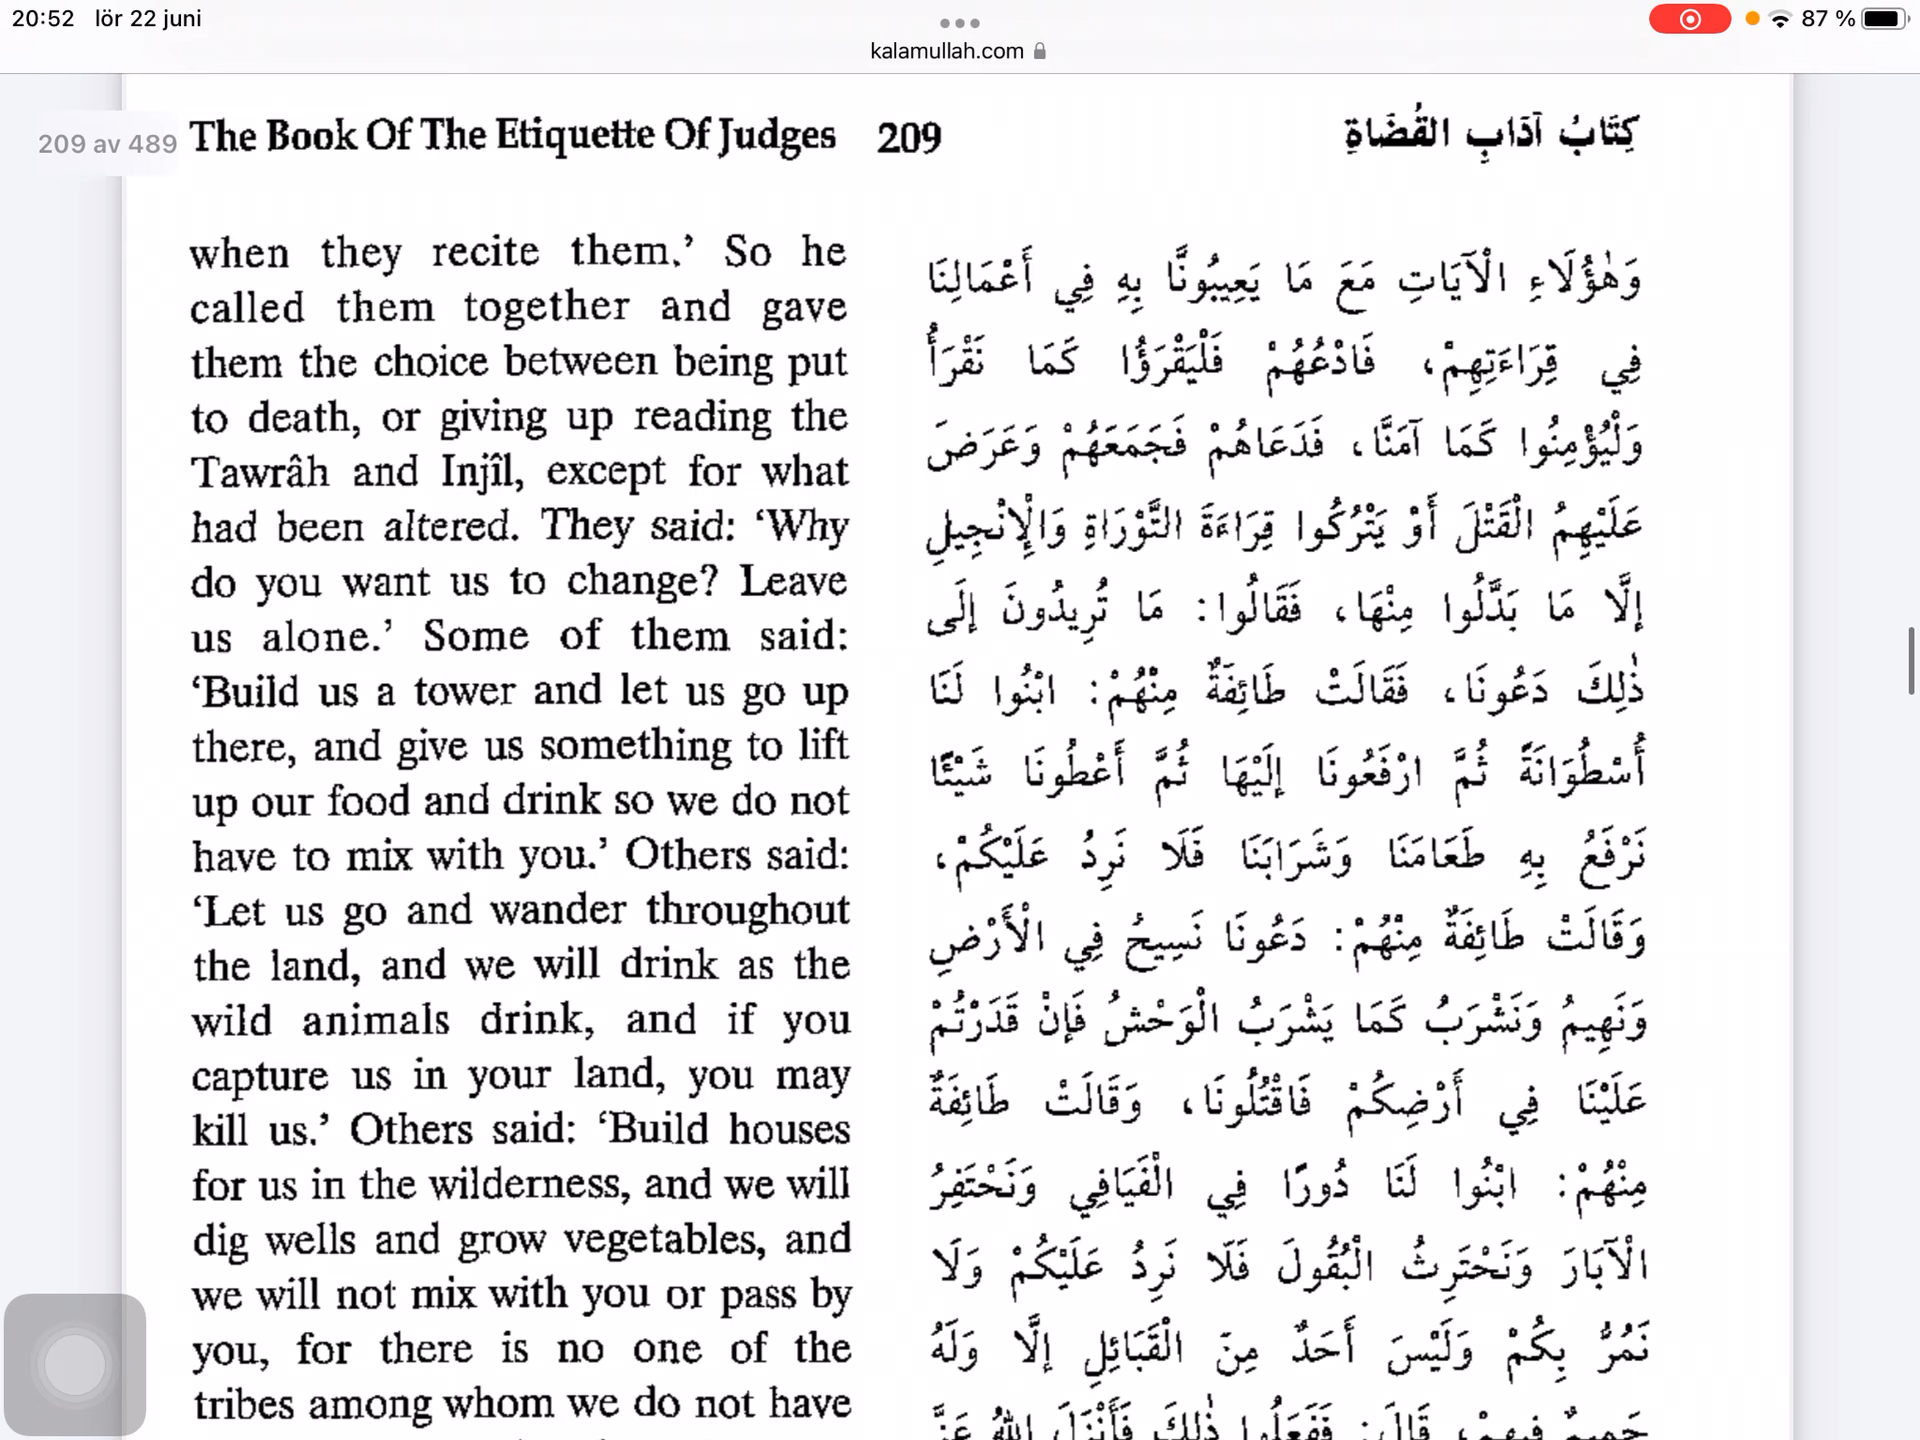 20:52 lör 22 juni
87 %
kalamullah.com
209 av 489
The Book Of The Etiquette Of Judges 209 كِتَابُ آدَابِ الْقُضَاةِ
when they recite them.’ So he
called them together and gave
them the choice between being put
to death, or giving up reading the
Tawrâh and Injîl, except for what
had been altered. They said: ‘Why
do you want us to change? Leave
us alone.’ Some of them said:
‘Build us a tower and let us go up
there, and give us something to lift
up our food and drink so we do not
have to mix with you.’ Others said:
‘Let us go and wander throughout
the land, and we will drink as the
wild animals drink, and if you
capture us in your land, you may
kill us.’ Others said: ‘Build houses
for us in the wilderness, and we will
dig wells and grow vegetables, and
we will not mix with you or pass by
you, for there is no one of the
tribes among whom we do not have
وَهٰؤُلَاءِ الْآيَاتِ مَعَ مَا يَعِيبُونَّا بِهِ فِي أَعْمَالِنَا
فِي قِرَاءَتِهِمْ، فَادْعُهُمْ فَلْيَقْرَؤُا كَمَا نَقْرَأُ
وَلْيُؤْمِنُوا كَمَا آمَنَّا، فَدَعَاهُمْ فَجَمَعَهُمْ وَعَرَضَ
عَلَيْهِمُ الْقَتْلَ أَوْ يَتْرُكُوا قِرَاءَةَ التَّوْرَاةِ وَالْإِنْجِيلِ
إِلَّا مَا بَدَّلُوا مِنْهَا، فَقَالُوا: مَا تُرِيدُونَ إِلَى
ذٰلِكَ دَعُونَا، فَقَالَتْ طَائِفَةٌ مِنْهُمْ: ابْنُوا لَنَا
أُسْطُوَانَةً ثُمَّ ارْفَعُونَا إِلَيْهَا ثُمَّ أَعْطُونَا شَيْئًا
نَرْفَعُ بِهِ طَعَامَنَا وَشَرَابَنَا فَلَا نَرِدُ عَلَيْكُمْ،
وَقَالَتْ طَائِفَةٌ مِنْهُمْ: دَعُونَا نَسِيحُ فِي الْأَرْضِ
وَنَهِيمُ وَنَشْرَبُ كَمَا يَشْرَبُ الْوَحْشُ فَإِنْ قَدَرْتُمْ
عَلَيْنَا فِي أَرْضِكُمْ فَاقْتُلُونَا، وَقَالَتْ طَائِفَةٌ
مِنْهُمْ: ابْنُوا لَنَا دُورًا فِي الْفَيَافِي وَنَحْتَفِرُ
الْآبَارَ وَنَحْتَرِثُ الْبُقُولَ فَلَا نَرِدُ عَلَيْكُمْ وَلَا
نَمُرُّ بِكُمْ وَلَيْسَ أَحَدٌ مِنَ الْقَبَائِلِ إِلَّا وَلَهُ
حَمِيمٌ فِيهِمْ، قَالَ: فَفَعَلُوا ذٰلِكَ فَأَنْزَلَ اللهُ عَزَّ